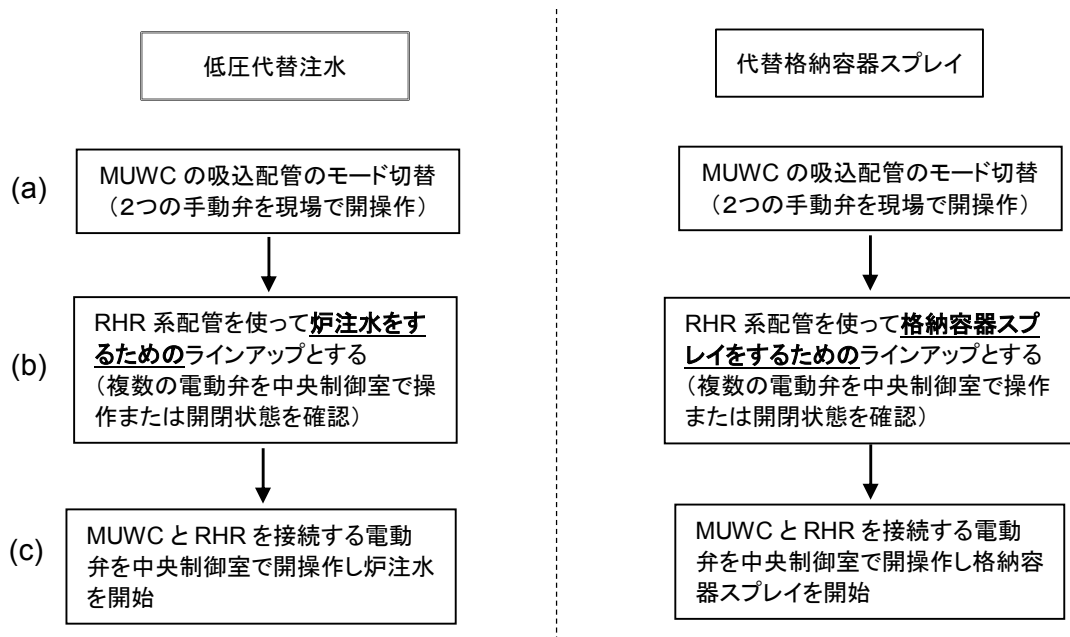 低圧代替注水
代替格納容器スプレイ
(a)
MUWC の吸込配管のモード切替
（２つの手動弁を現場で開操作）
MUWC の吸込配管のモード切替
（２つの手動弁を現場で開操作）
(b)
RHR 系配管を使って炉注水をす
るためのラインアップとする
（複数の電動弁を中央制御室で操
作または開閉状態を確認）
RHR 系配管を使って格納容器スプ
レイをするためのラインアップとする
（複数の電動弁を中央制御室で操作
または開閉状態を確認）
(c)
MUWC と RHR を接続する電動
弁を中央制御室で開操作し炉注水
を開始
MUWC と RHR を接続する電動
弁を中央制御室で開操作し格納容
器スプレイを開始